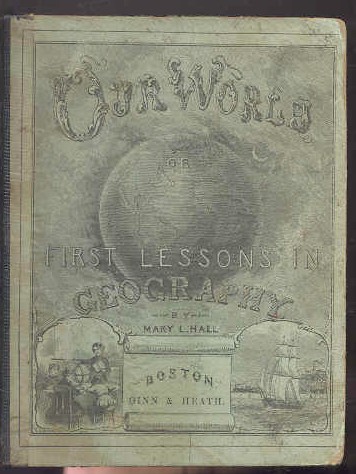 OUR WORLD
OR
FIRST LESSONS IN
GEOGRAPHY
BY
MARY L. HALL
BOSTON
GINN & HEATH.